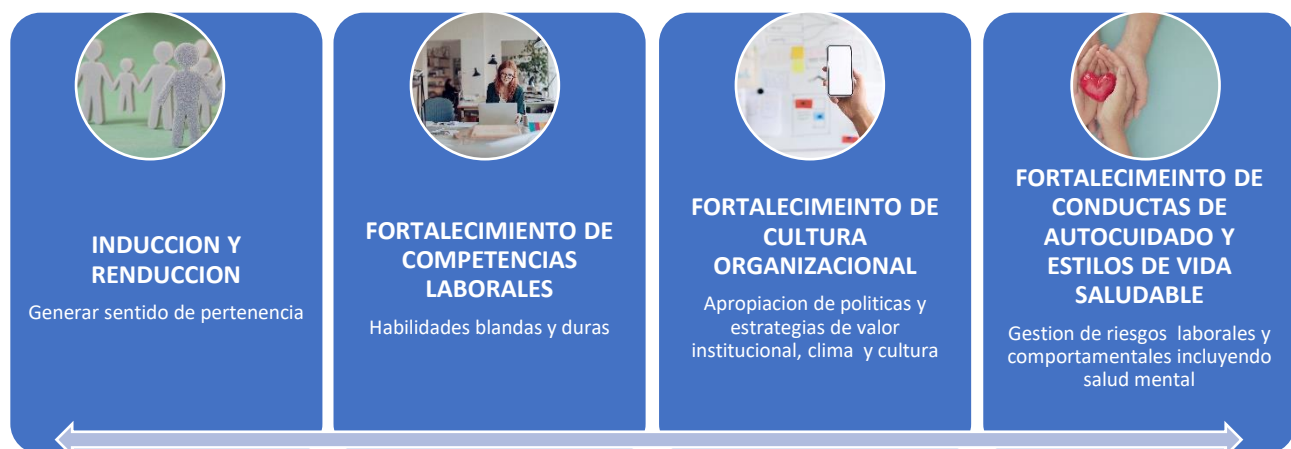 INDUCCION Y
RENDUCCION
Generar sentido de pertenencia
FORTALECIMIENTO DE
COMPETENCIAS
LABORALES
Habilidades blandas y duras
FORTALECIMEINTO DE
CULTURA
ORGANIZACIONAL
Apropiacion de politicas y
estrategias de valor
institucional, clima y cultura
FORTALECIMEINTO DE
CONDUCTAS DE
AUTOCUIDADO Y
ESTILOS DE VIDA
SALUDABLE
Gestion de riesgos laborales y
comportamentales incluyendo
salud mental